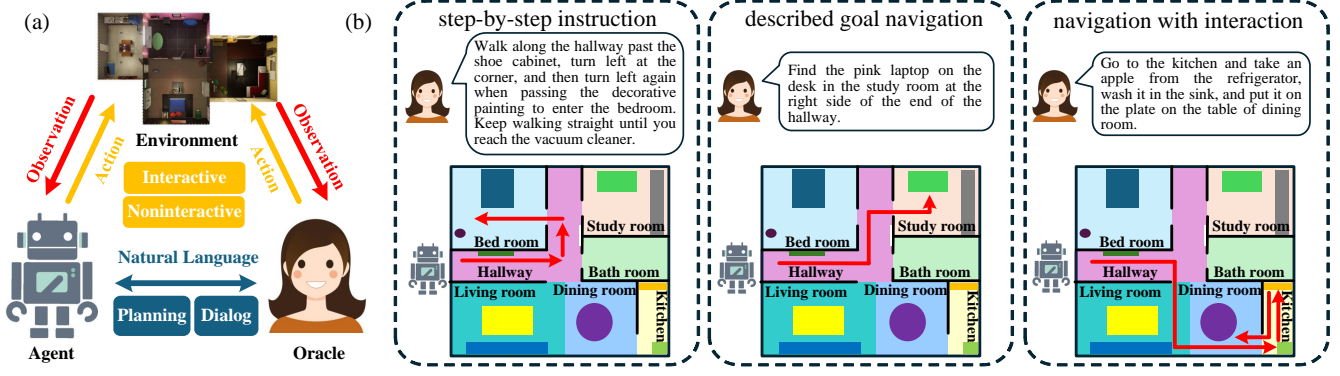 (a)
Environment
Observation
Action
Action
Observation
Interactive
Noninteractive
Natural Language
Planning
Dialog
Agent
Oracle
(b)
step-by-step instruction
Walk along the hallway past the
shoe cabinet, turn left at the
corner, and then turn left again
when passing the decorative
painting to enter the bedroom.
Keep walking straight until you
reach the vacuum cleaner.
Bed room
Study room
Hallway
Bath room
Living room
Dining room
Kitchen
described goal navigation
Find the pink laptop on the
desk in the study room at the
right side of the end of the
hallway.
Bed room
Study room
Hallway
Bath room
Living room
Dining room
Kitchen
navigation with interaction
Go to the kitchen and take an
apple from the refrigerator,
wash it in the sink, and put it on
the plate on the table of dining
room.
Bed room
Study room
Hallway
Bath room
Living room
Dining room
Kitchen